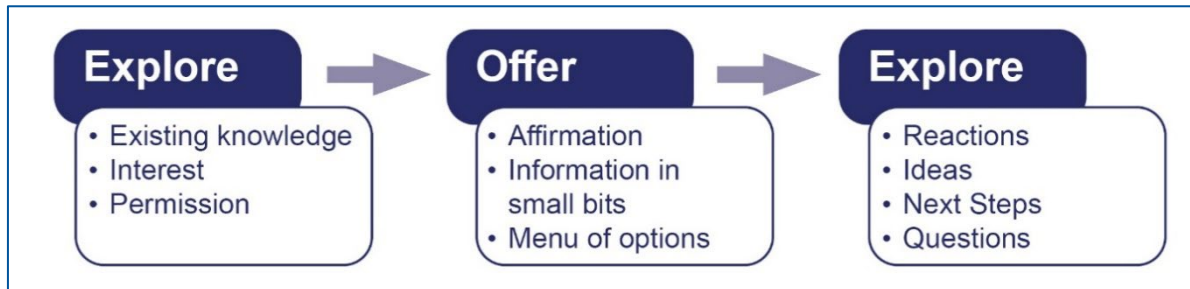 Explore
• Existing knowledge
• Interest
• Permission
Offer
• Affirmation
• Information in
small bits
• Menu of options
Explore
• Reactions
• Ideas
• Next Steps
• Questions